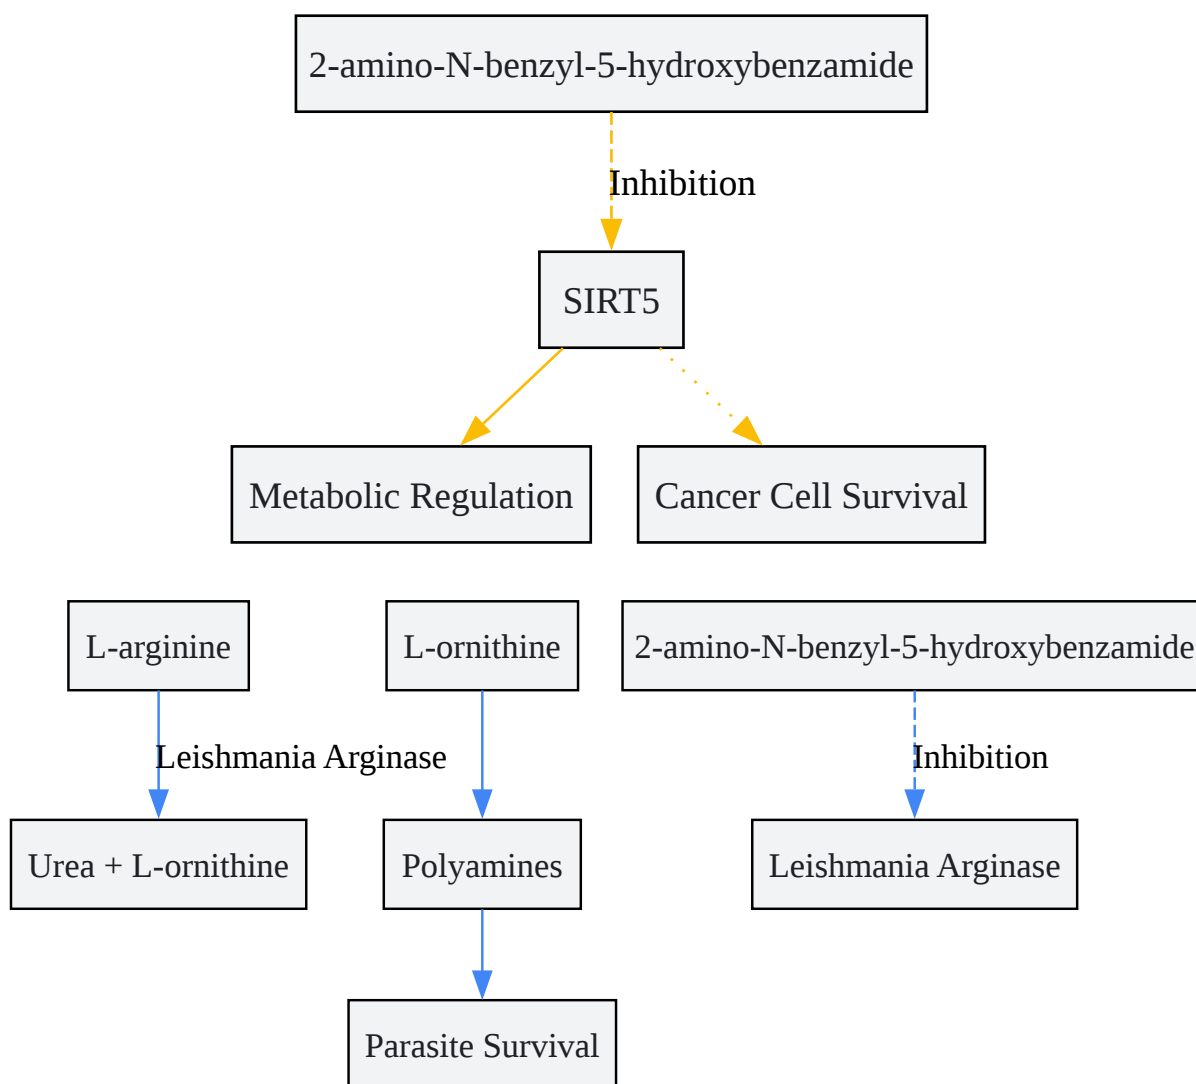 2-amino-N-benzyl-5-hydroxybenzamide
Inhibition
SIRT5
Metabolic Regulation
Cancer Cell Survival
L-arginine
L-ornithine
2-amino-N-benzyl-5-hydroxybenzamide
Leishmania Arginase
Inhibition
Urea + L-ornithine
Polyamines
Leishmania Arginase
Parasite Survival